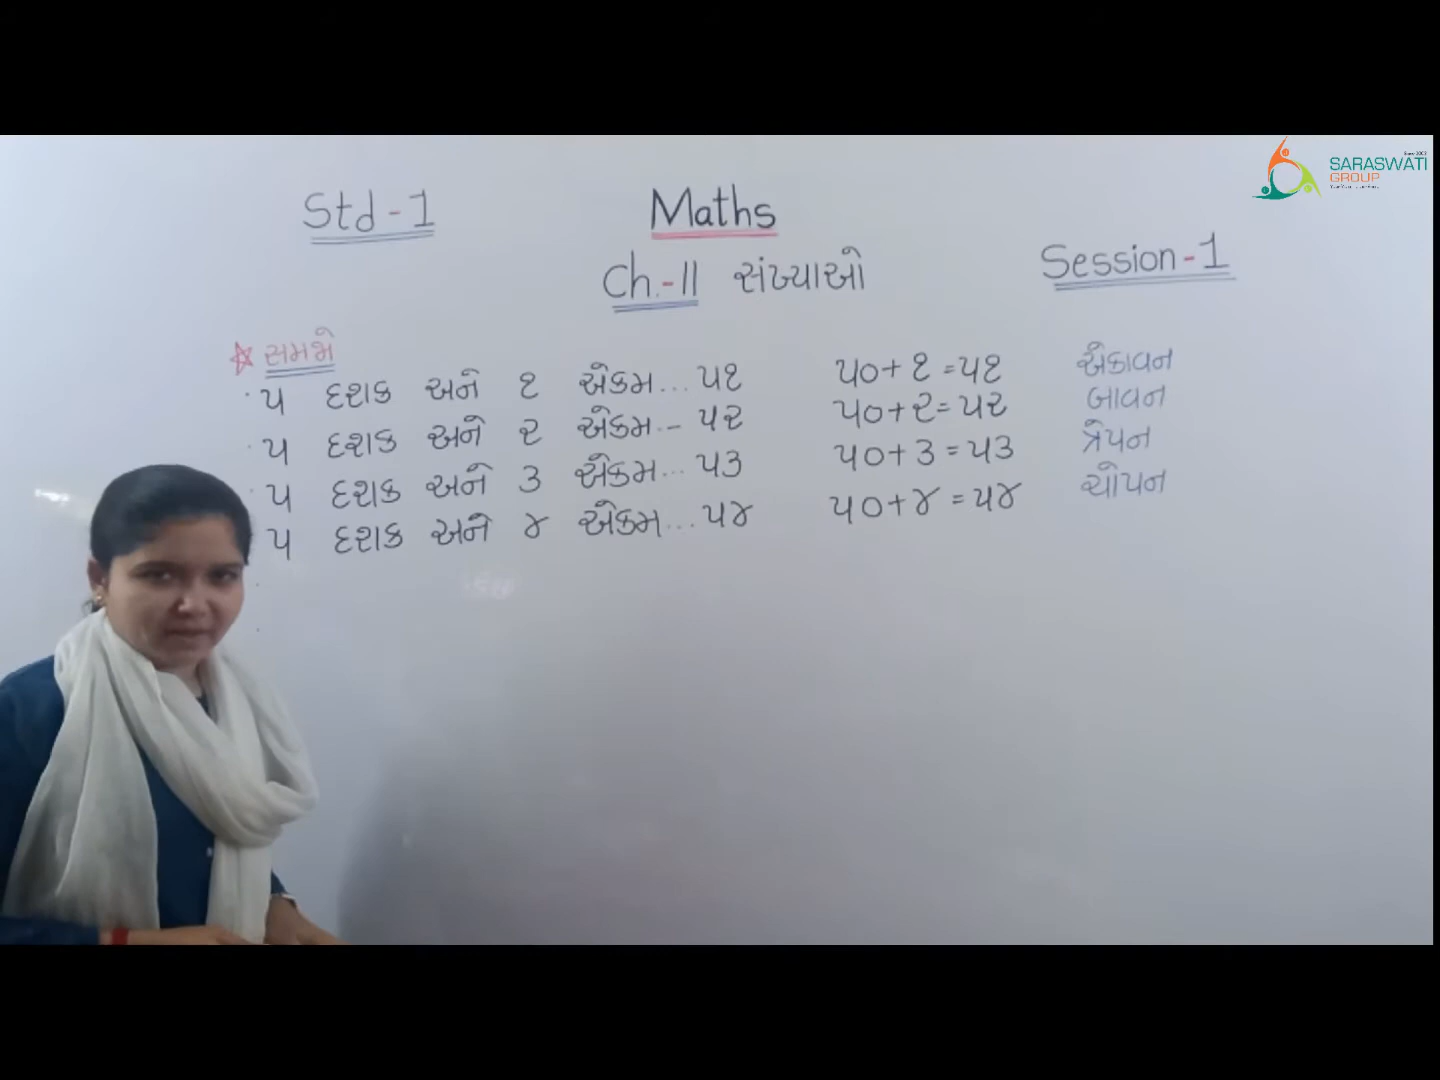 SARASWATI
GROUP
Std-1 Maths
Ch.-11 સંખ્યાઓ Session-1
સમજો
૫ દશક અને ૧ એકમ... ૫૧ ૫૦+૧=૫૧ એકાવન
૫ દશક અને ૨ એકમ.- ૫૨ ૫૦+૨=૫૨ બાવન
૫ દશક અને ૩ એકમ... ૫૩ ૫૦+૩=૫૩ ત્રેપન
૫ દશક અને ૪ એકમ... ૫૪ ૫૦+૪=૫૪ ચોપન